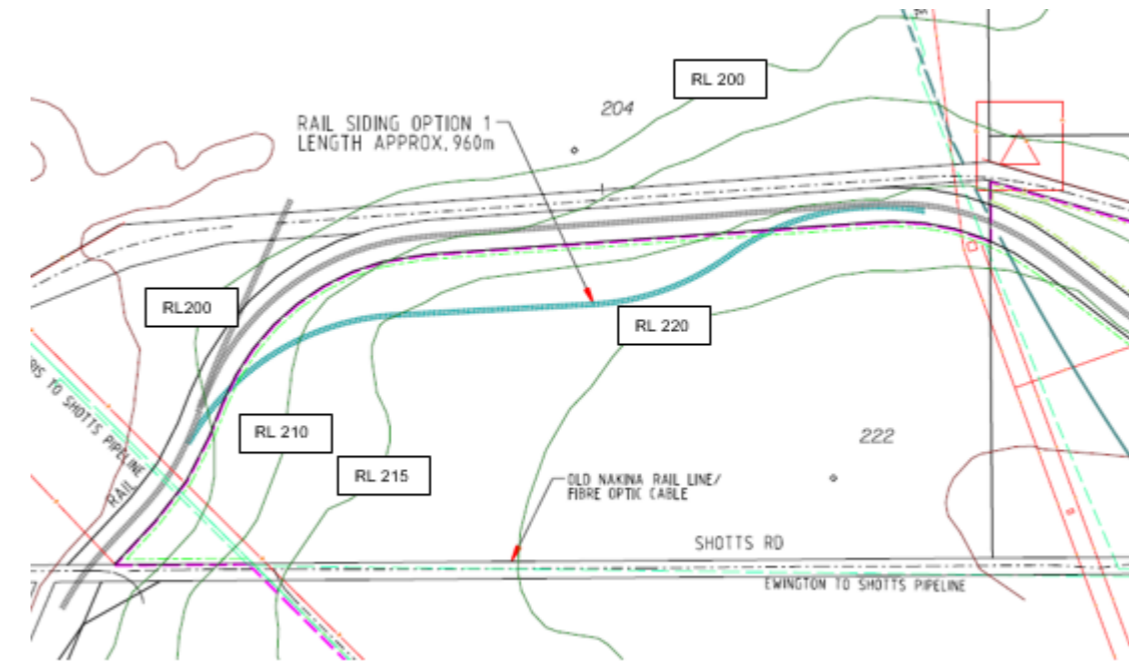 RL 200
204
RAIL SIDING OPTION 1
LENGTH APPROX. 960m
RL200
RL 220
TO SHOTTS PIPELINE
RL 210
222
RL 215
OLD NAKINA RAIL LINE/
FIBRE OPTIC CABLE
RAIL
SHOTTS RD
EWINGTON TO SHOTTS PIPELINE